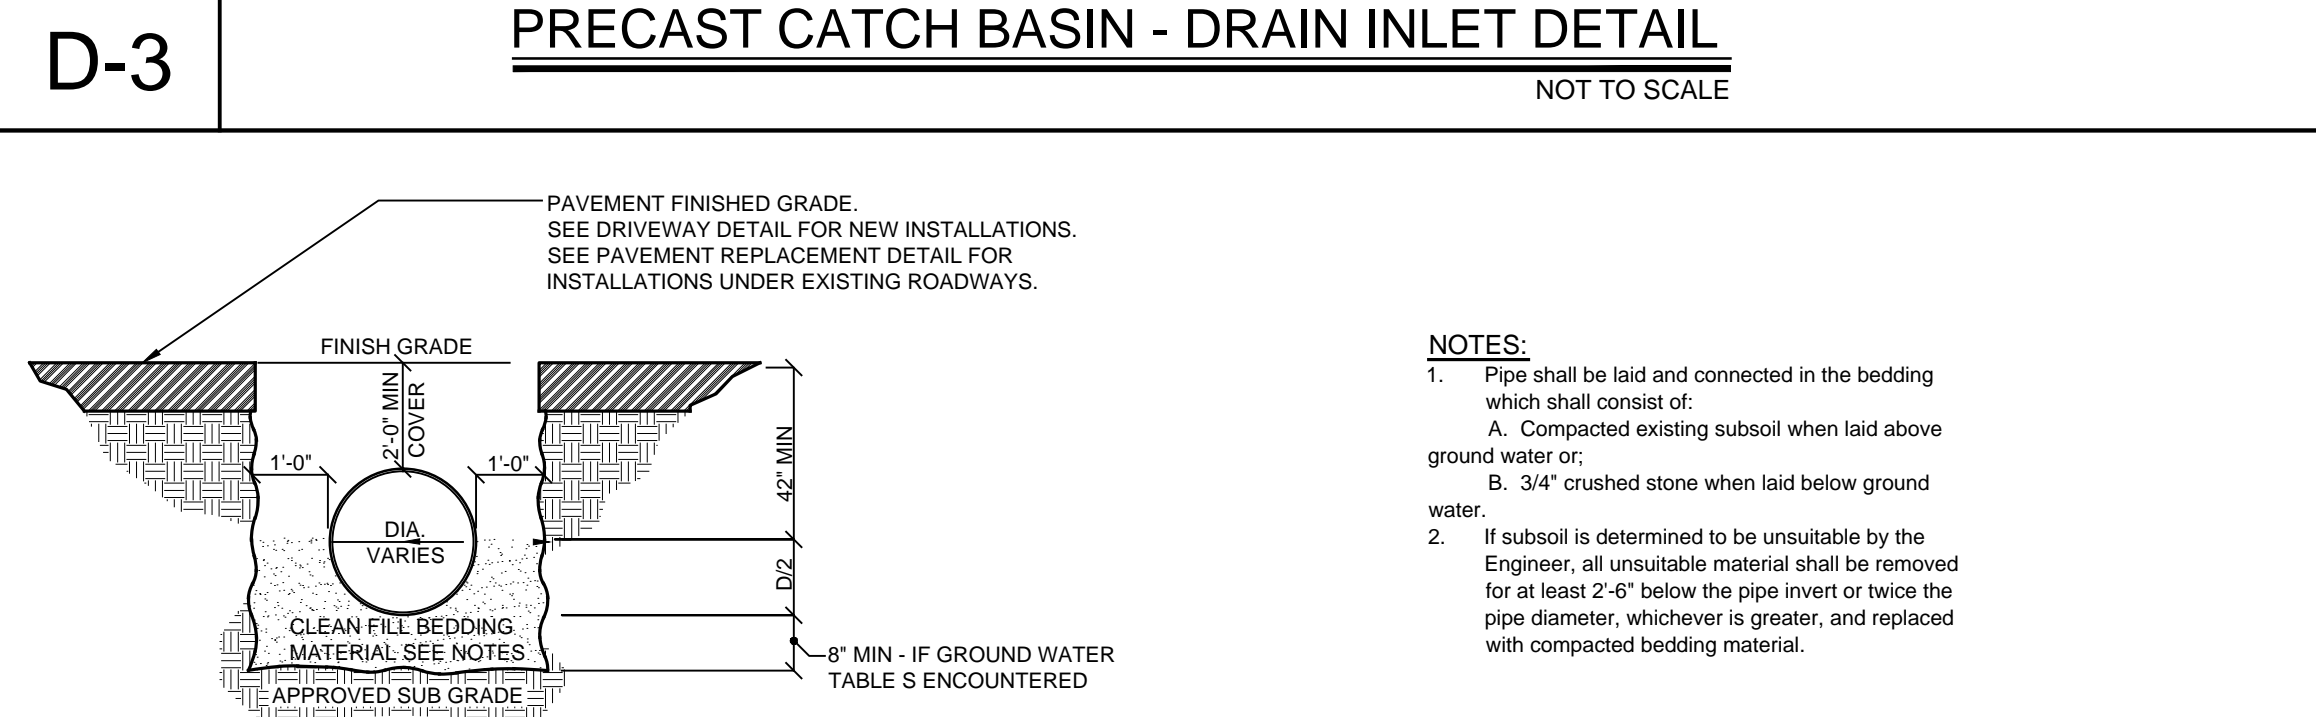 D-3
PRECAST CATCH BASIN - DRAIN INLET DETAIL
NOT TO SCALE
PAVEMENT FINISHED GRADE.
SEE DRIVEWAY DETAIL FOR NEW INSTALLATIONS.
SEE PAVEMENT REPLACEMENT DETAIL FOR
INSTALLATIONS UNDER EXISTING ROADWAYS.
FINISH GRADE
2'-0" MIN
COVER
1'-0"
1'-0"
DIA.
VARIES
42" MIN
D/2
CLEAN FILL BEDDING
MATERIAL SEE NOTES
APPROVED SUB GRADE
8" MIN - IF GROUND WATER
TABLE S ENCOUNTERED
NOTES:
1. Pipe shall be laid and connected in the bedding
which shall consist of:
A. Compacted existing subsoil when laid above
ground water or;
B. 3/4" crushed stone when laid below ground
water.
2. If subsoil is determined to be unsuitable by the
Engineer, all unsuitable material shall be removed
for at least 2'-6" below the pipe invert or twice the
pipe diameter, whichever is greater, and replaced
with compacted bedding material.